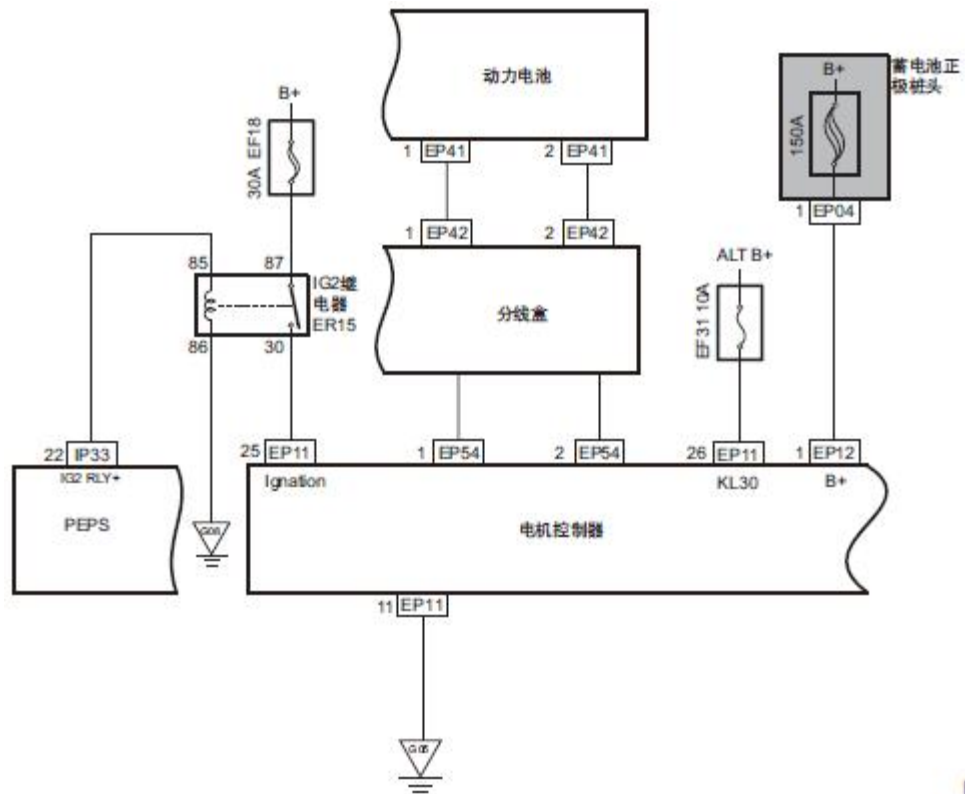 动力电池
1 EP41
2 EP41
蓄电池正
极桩头
B+
150A
1 EP04
B+
30A EF18
1 EP42
2 EP42
分线盒
85
87
IG2继
电器
ER15
86
30
ALT B+
EF31 10A
22 IP33
IG2 RLY+
PEPS
25 EP11
Ignation
1 EP54
2 EP54
26 EP11
KL30
1 EP12
B+
电机控制器
11 EP11
G05